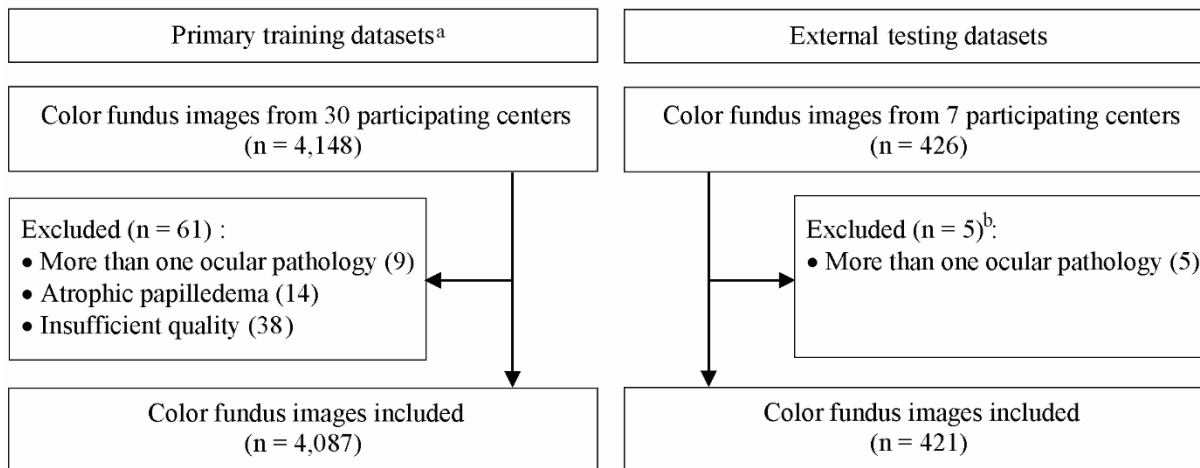 Primary training datasetsᵃ
Color fundus images from 30 participating centers
(n = 4,148)
Excluded (n = 61) :
• More than one ocular pathology (9)
• Atrophic papilledema (14)
• Insufficient quality (38)
Color fundus images included
(n = 4,087)
External testing datasets
Color fundus images from 7 participating centers
(n = 426)
Excluded (n = 5)ᵇ:
• More than one ocular pathology (5)
Color fundus images included
(n = 421)